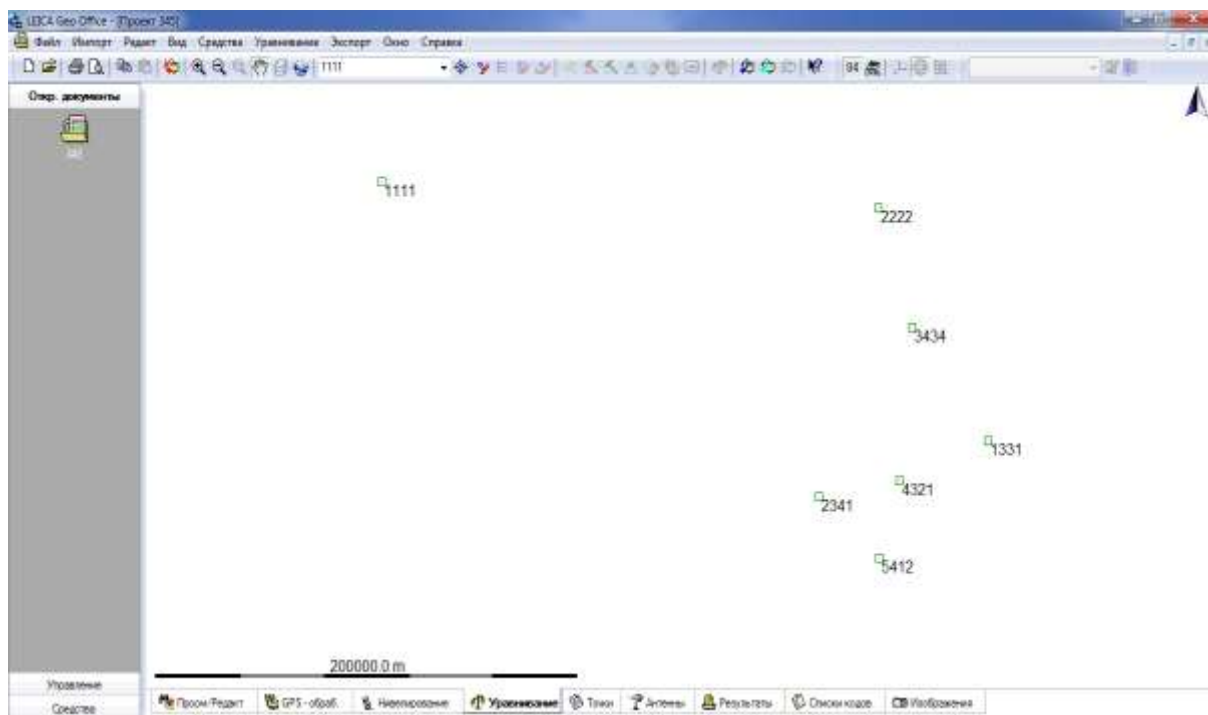 LEICA Geo Office - [Проект 345]
Файл Импорт Редакт Вид Средства Уравнивание Экспорт Окно Справка
1111
Откр. документы
1111
2222
3434
1331
4321
2341
5412
200000.0 m
Управление
Средства
Просм/Редакт GPS - обраб. Нивелирование Уравнивание Точки Антенны Результаты Списки кодов Изображения